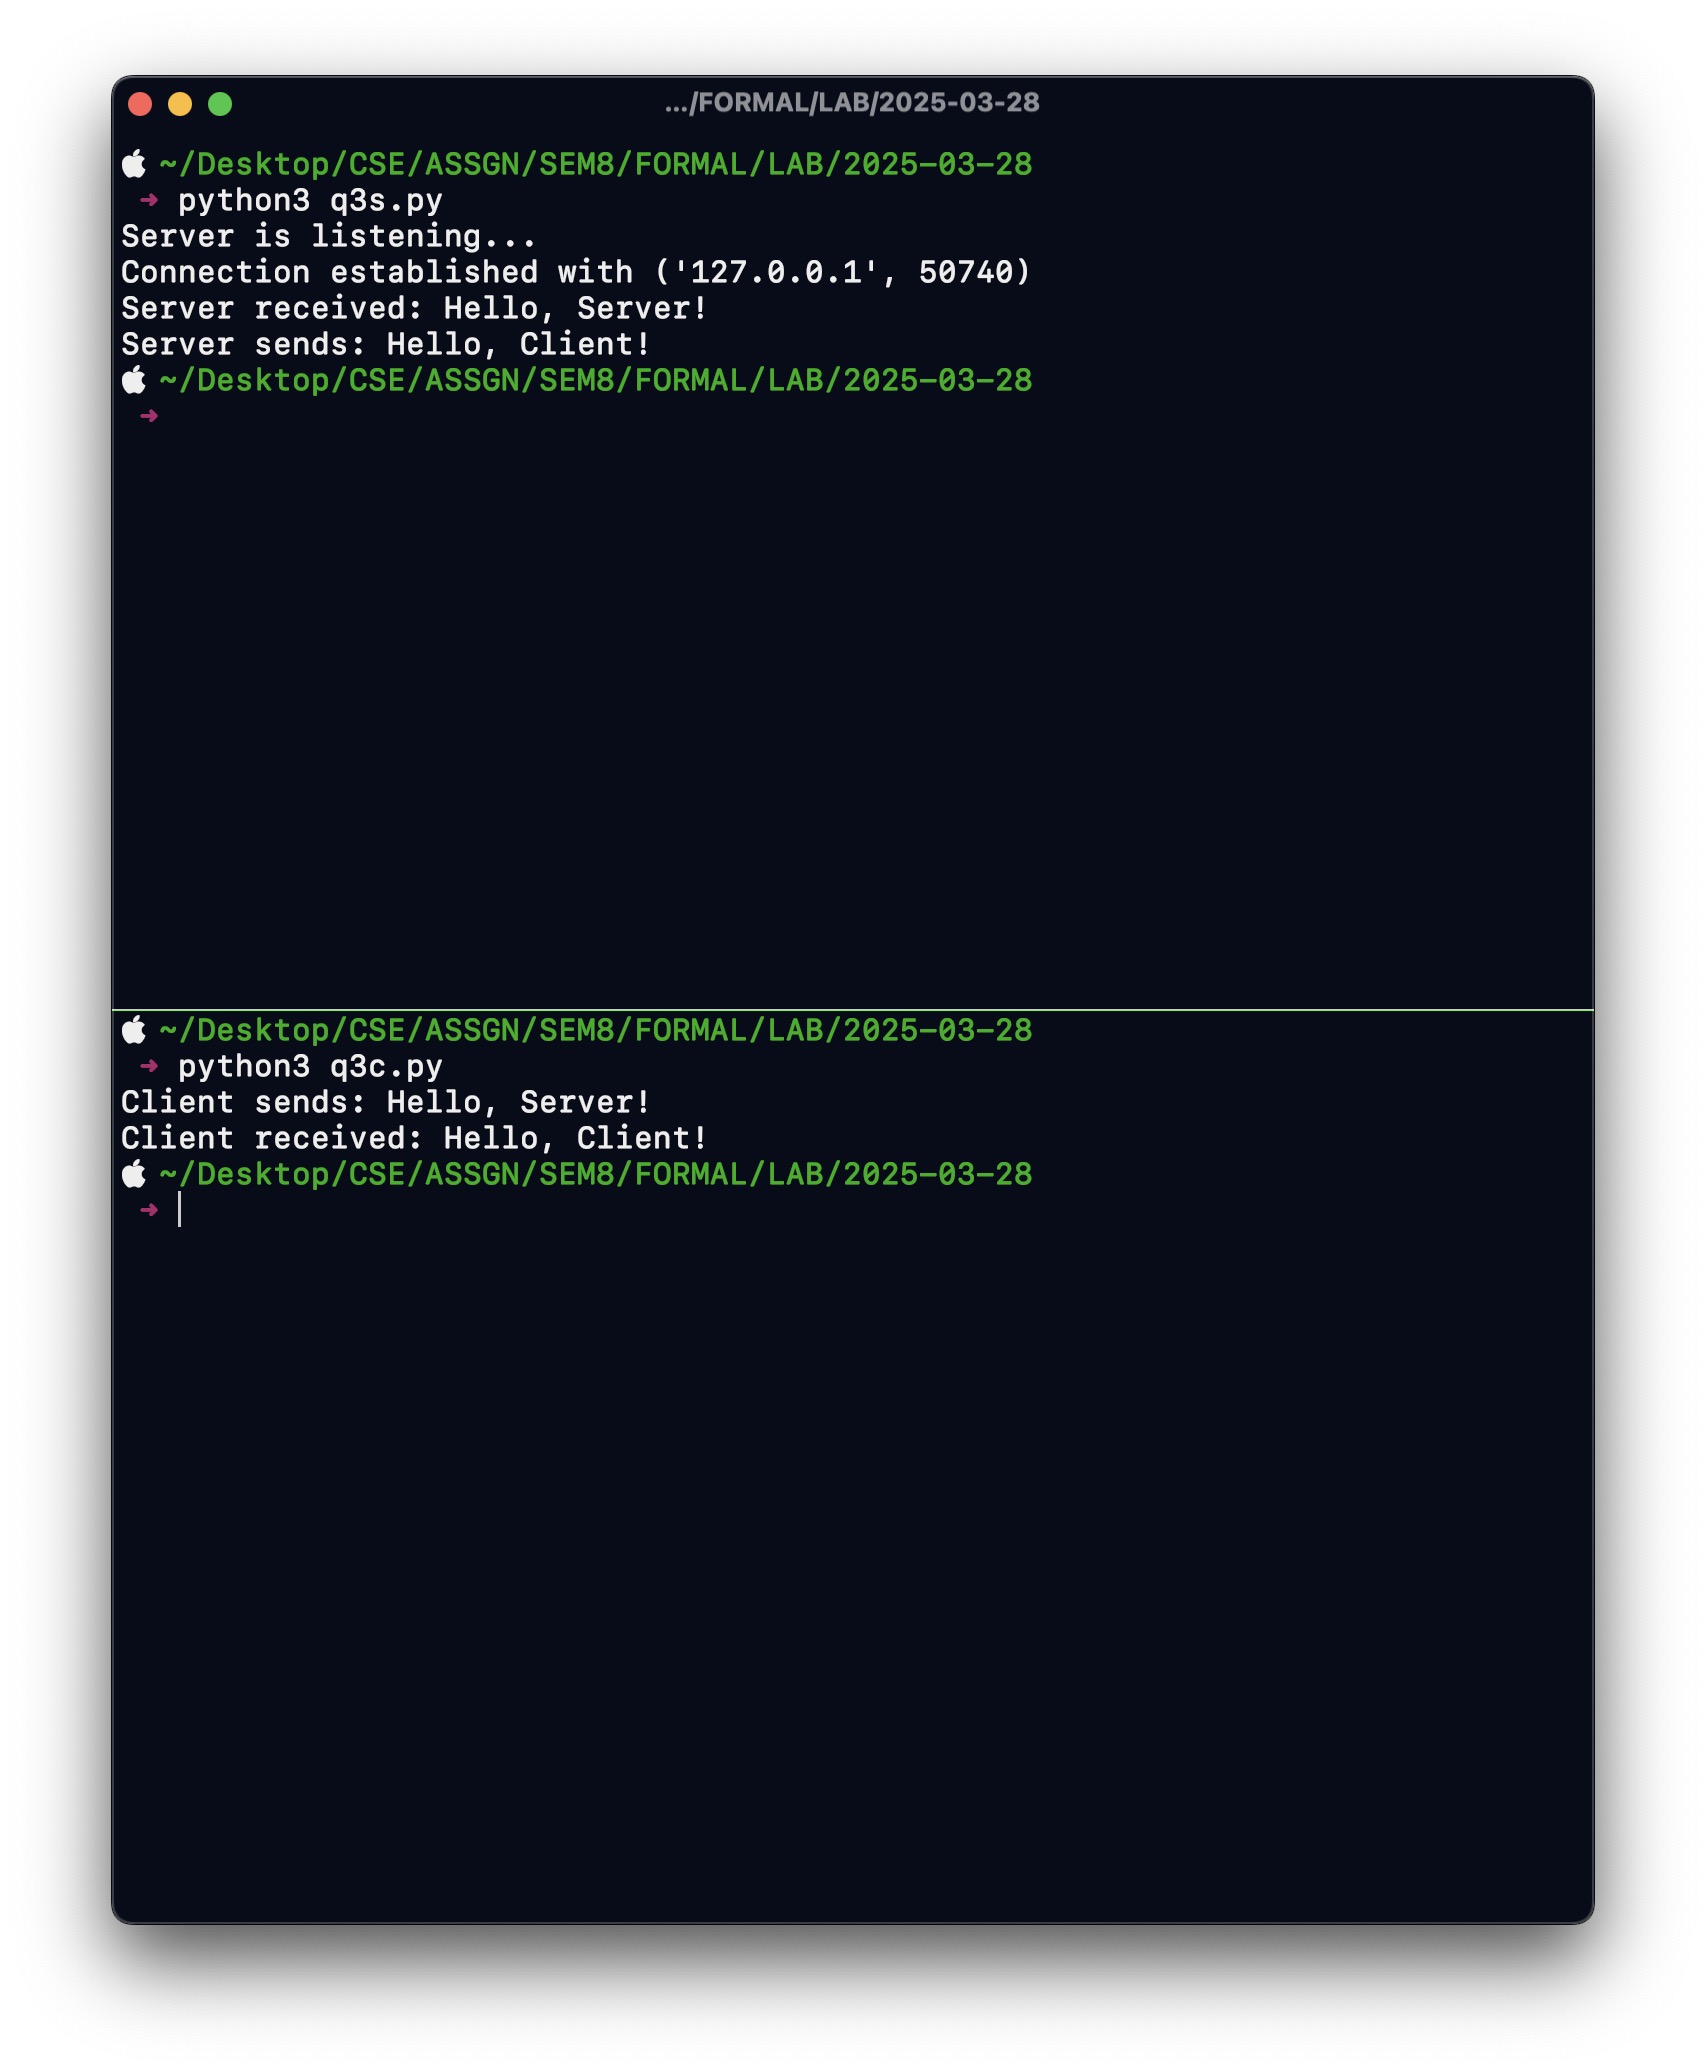 .../FORMAL/LAB/2025-03-28
~/Desktop/CSE/ASSGN/SEM8/FORMAL/LAB/2025-03-28
➜ python3 q3s.py
Server is listening...
Connection established with ('127.0.0.1', 50740)
Server received: Hello, Server!
Server sends: Hello, Client!
~/Desktop/CSE/ASSGN/SEM8/FORMAL/LAB/2025-03-28
➜
~/Desktop/CSE/ASSGN/SEM8/FORMAL/LAB/2025-03-28
➜ python3 q3c.py
Client sends: Hello, Server!
Client received: Hello, Client!
~/Desktop/CSE/ASSGN/SEM8/FORMAL/LAB/2025-03-28
➜